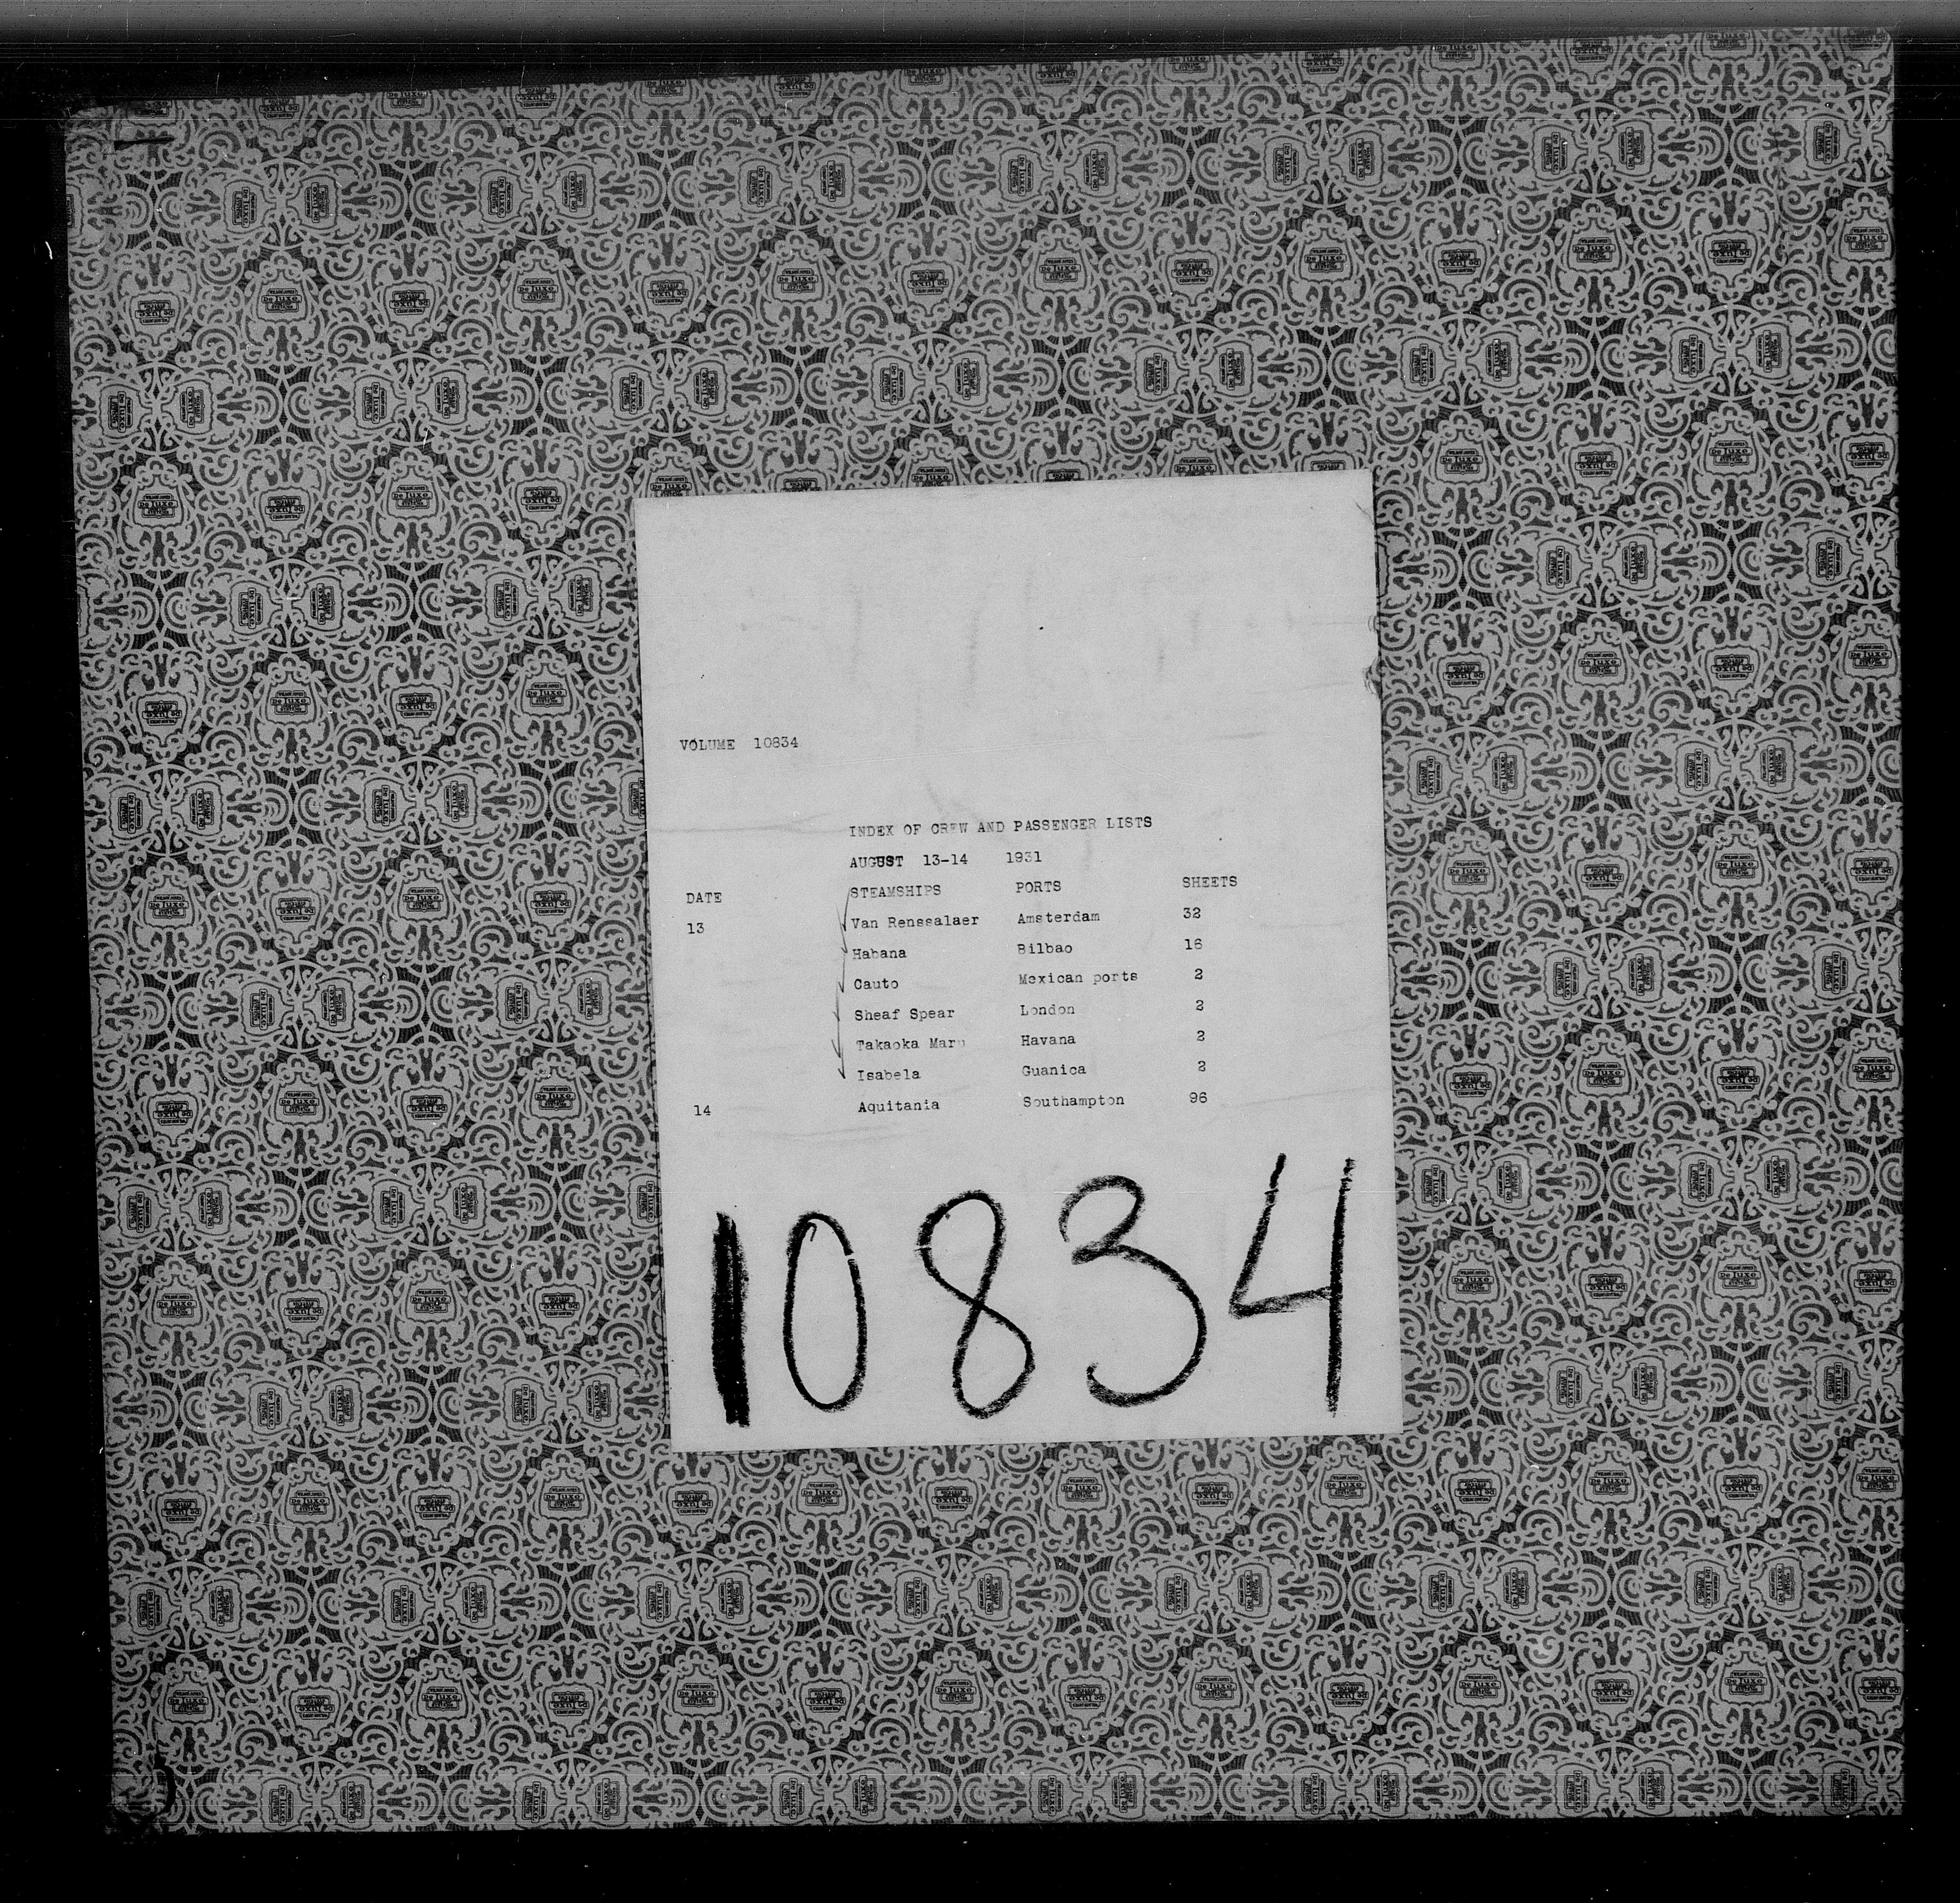 VOLUME 10834
INDEX OF CREW AND PASSENGER LISTS
AUGUST 13-14 1931
DATE STEAMSHIPS PORTS SHEETS
13 Van Renssalaer Amsterdam 32
Habana Bilbao 16
Cauto Mexican ports 2
Sheaf Spear London 2
Takaoka Maru Havana 2
Isabela Guanica 2
14 Aquitania Southampton 96
10834